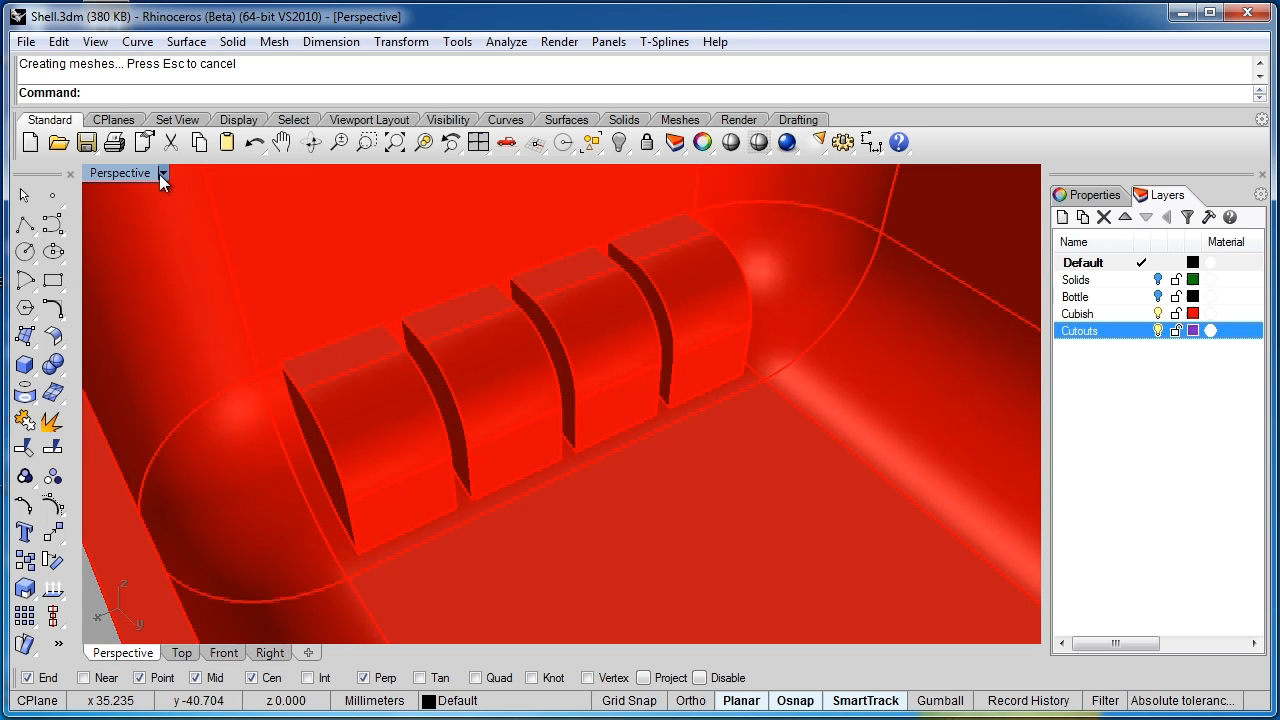 Shell.3dm (380 KB) - Rhinoceros (Beta) (64-bit VS2010) - [Perspective]
File Edit View Curve Surface Solid Mesh Dimension Transform Tools Analyze Render Panels T-Splines Help
Creating meshes... Press Esc to cancel
Command:
Standard CPlanes Set View Display Select Viewport Layout Visibility Curves Surfaces Solids Meshes Render Drafting
Perspective
Properties Layers
Name Material
Default
Solids
Bottle
Cubish
Cutouts
z
x y
Perspective Top Front Right
End Near Point Mid Cen Int Perp Tan Quad Knot Vertex Project Disable
CPlane x 35.235 y -40.704 z 0.000 Millimeters Default Grid Snap Ortho Planar Osnap SmartTrack Gumball Record History Filter Absolute toleranc...